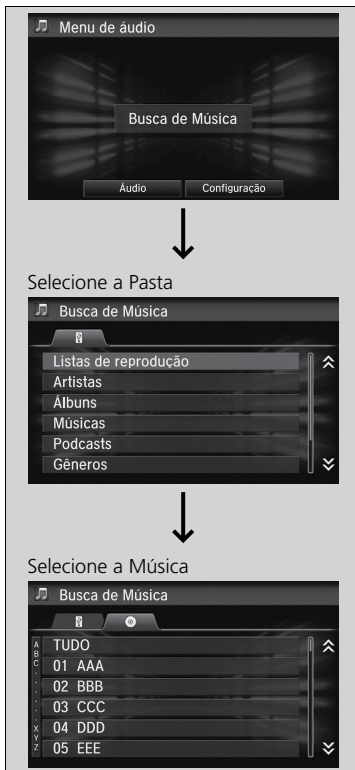 Menu de áudio
Busca de Música
Áudio Configuração
Selecione a Pasta
Busca de Música
Listas de reprodução
Artistas
Álbuns
Músicas
Podcasts
Gêneros
Selecione a Música
Busca de Música
A
B
C
TUDO
01 AAA
02 BBB
03 CCC
04 DDD
05 EEE
X
Y
Z